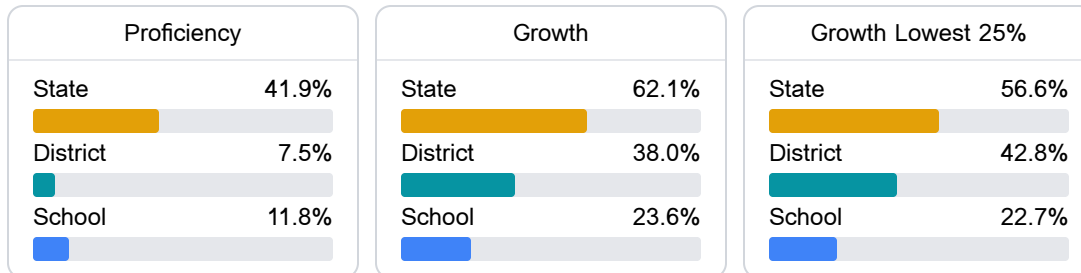 Proficiency
State 41.9%
District 7.5%
School 11.8%
Growth
State 62.1%
District 38.0%
School 23.6%
Growth Lowest 25%
State 56.6%
District 42.8%
School 22.7%